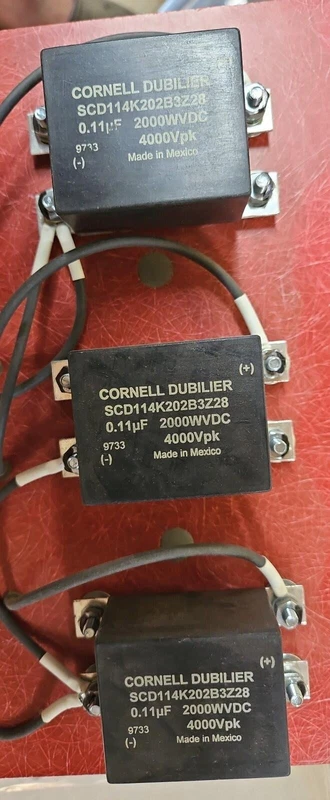 CORNELL DUBILIER
SCD114K202B3Z28
0.11µF 2000WVDC
4000Vpk
9733
(-)
Made in Mexico
(+)
CORNELL DUBILIER
SCD114K202B3Z28
0.11µF 2000WVDC
4000Vpk
9733
Made in Mexico
(-)
(+)
CORNELL DUBILIER
SCD114K202B3Z28
0.11µF 2000WVDC
4000Vpk
9733
Made in Mexico
(-)